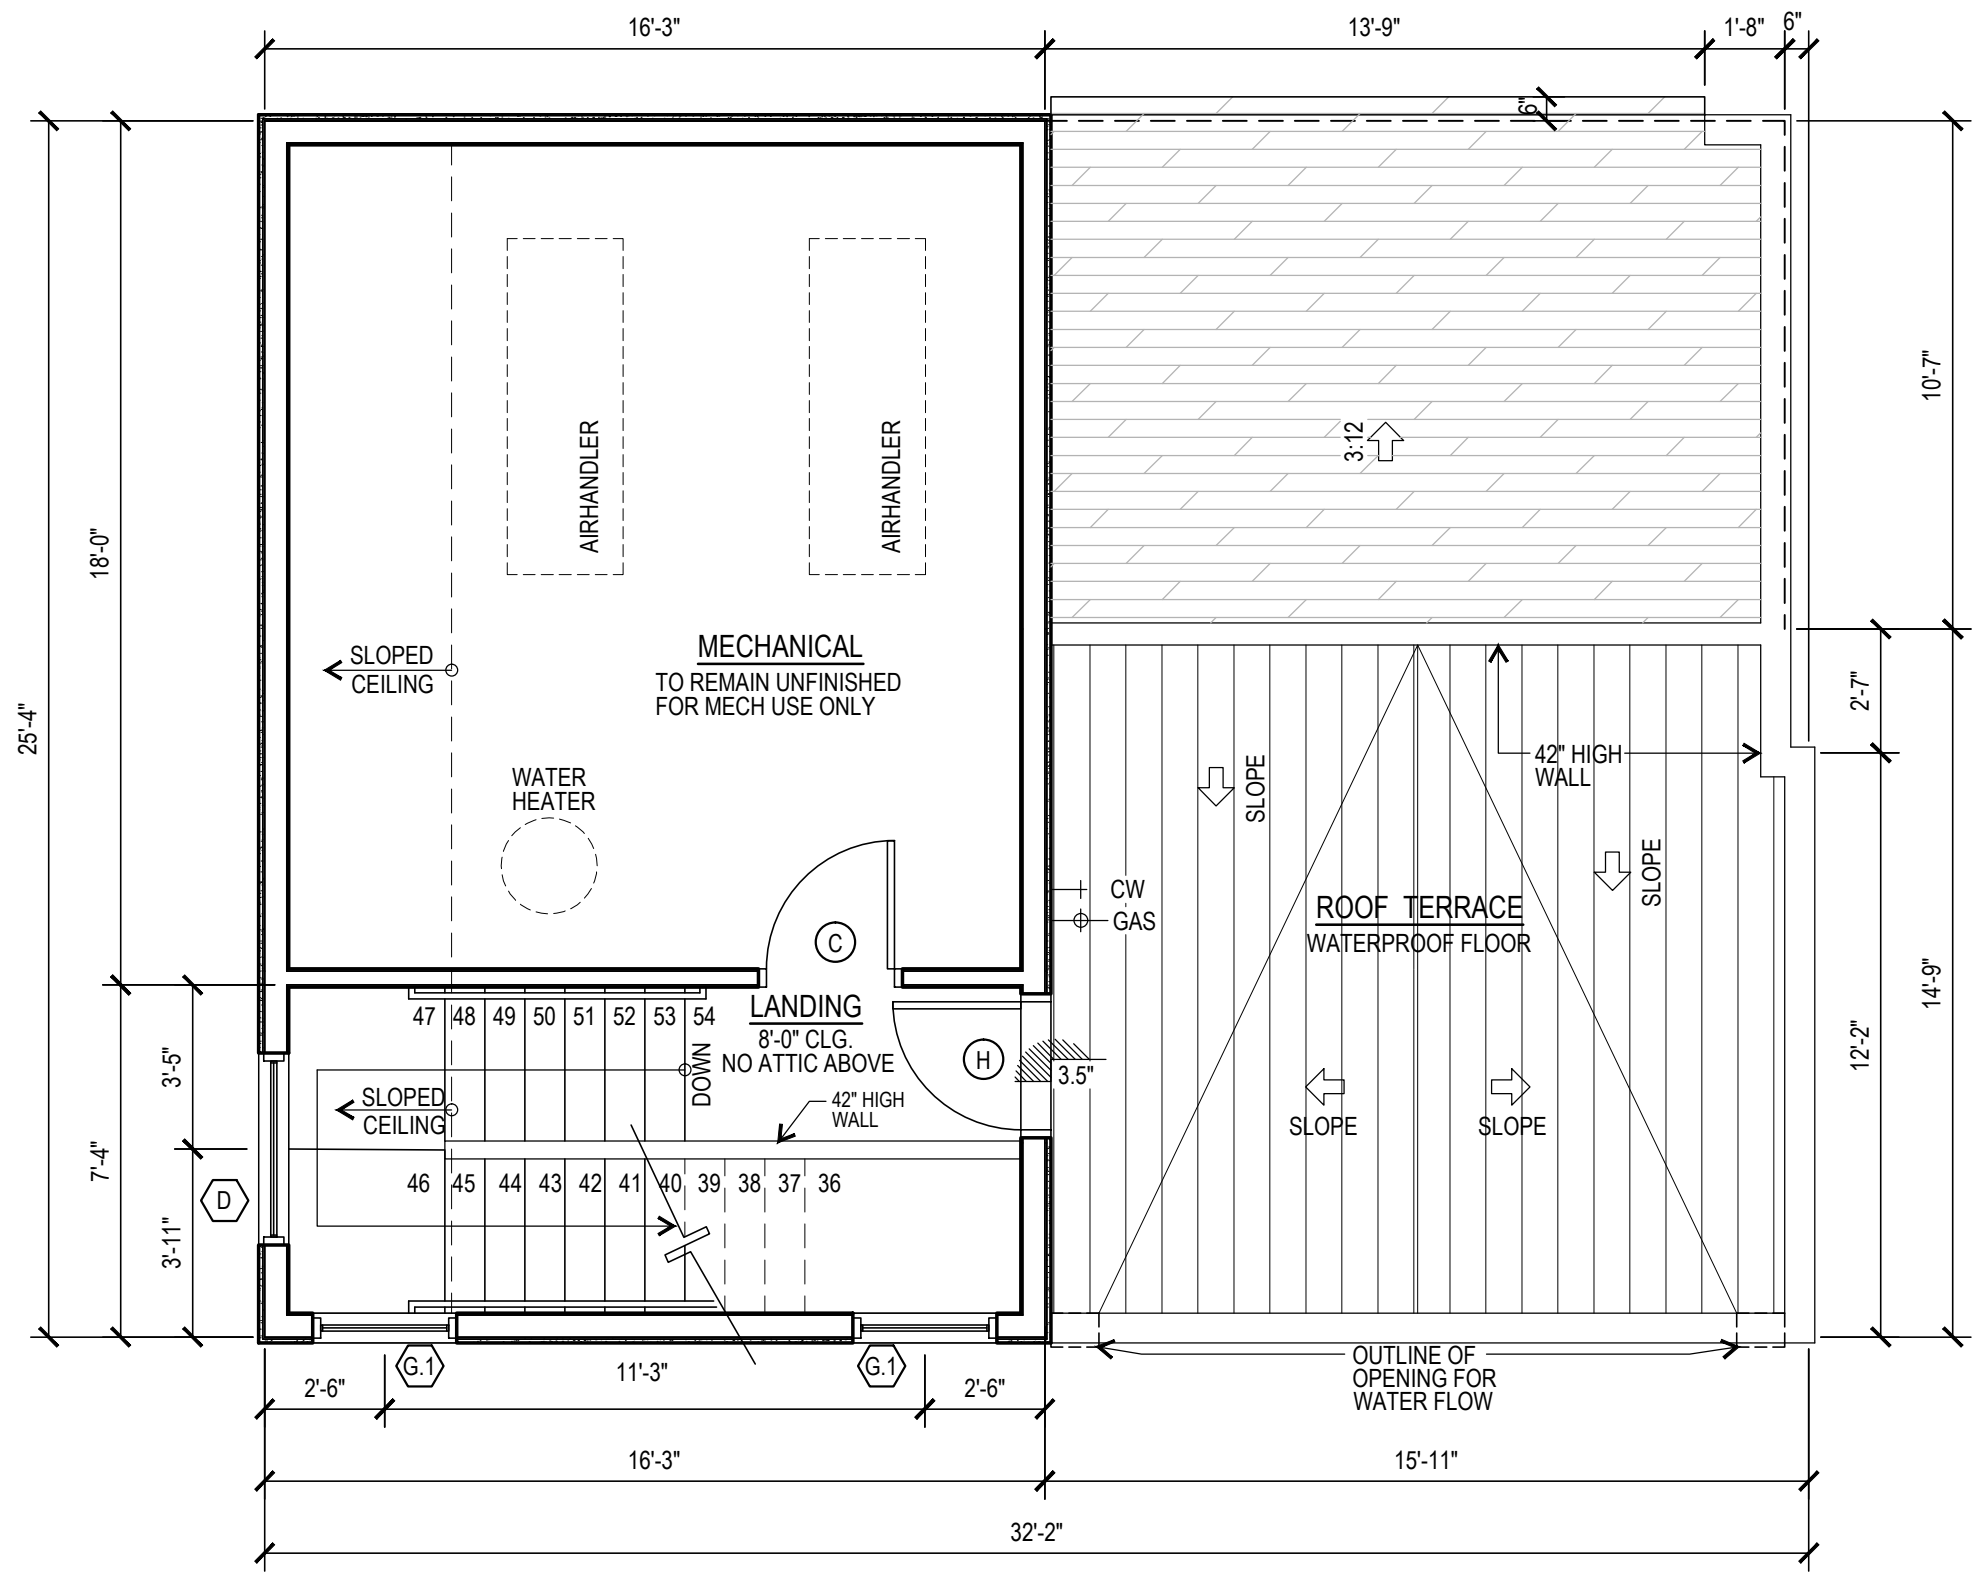 16'-3"
13'-9"
1'-8"
6"
6"
25'-4"
18'-0"
10'-7"
AIRHANDLER
AIRHANDLER
3:12
MECHANICAL
TO REMAIN UNFINISHED
FOR MECH USE ONLY
SLOPED
CEILING
2'-7"
42" HIGH
WALL
SLOPE
SLOPE
WATER
HEATER
CW
GAS
ROOF TERRACE
WATERPROOF FLOOR
C
14'-9"
12'-2"
LANDING
8'-0" CLG.
NO ATTIC ABOVE
47 48 49 50 51 52 53 54
DOWN
H
3.5"
3'-5"
SLOPED
CEILING
42" HIGH
WALL
SLOPE
SLOPE
7'-4"
46 45 44 43 42 41 40 39 38 37 36
D
3'-11"
G.1
G.1
OUTLINE OF
OPENING FOR
WATER FLOW
2'-6"
11'-3"
2'-6"
16'-3"
15'-11"
32'-2"